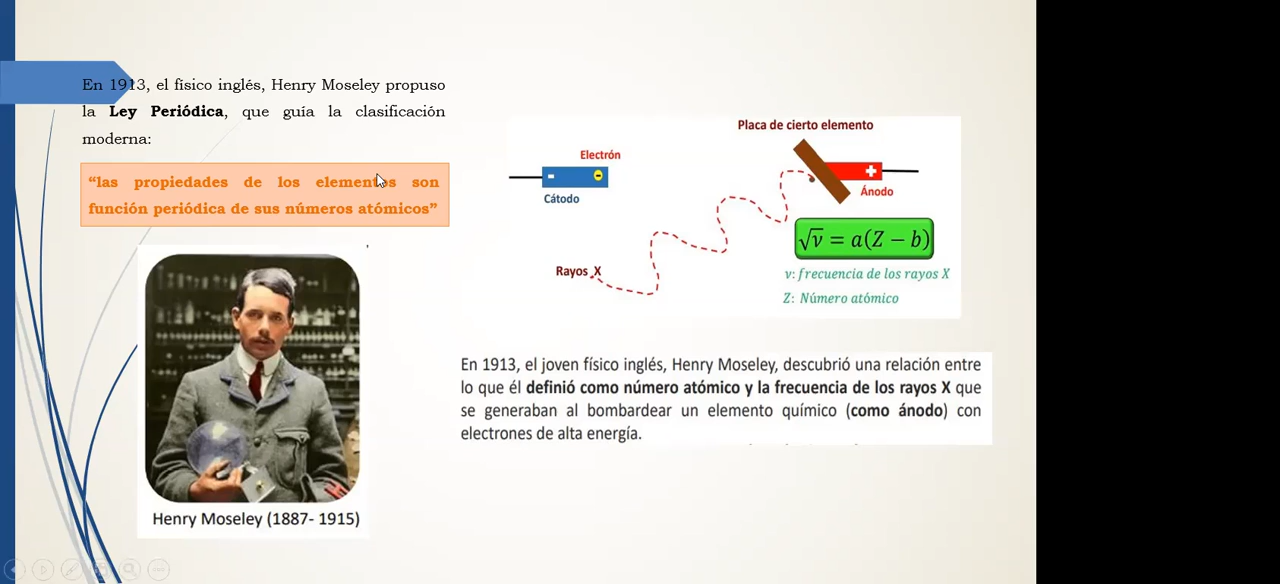 En 1913, el físico inglés, Henry Moseley propuso
la Ley Periódica, que guía la clasificación
moderna:
“las propiedades de los elementos son
función periódica de sus números atómicos”
Henry Moseley (1887- 1915)
Placa de cierto elemento
Electrón
-
-
+
Cátodo
Ánodo
√ν = a(Z − b)
Rayos X
ν: frecuencia de los rayos X
Z: Número atómico
En 1913, el joven físico inglés, Henry Moseley, descubrió una relación entre
lo que él definió como número atómico y la frecuencia de los rayos X que
se generaban al bombardear un elemento químico (como ánodo) con
electrones de alta energía.